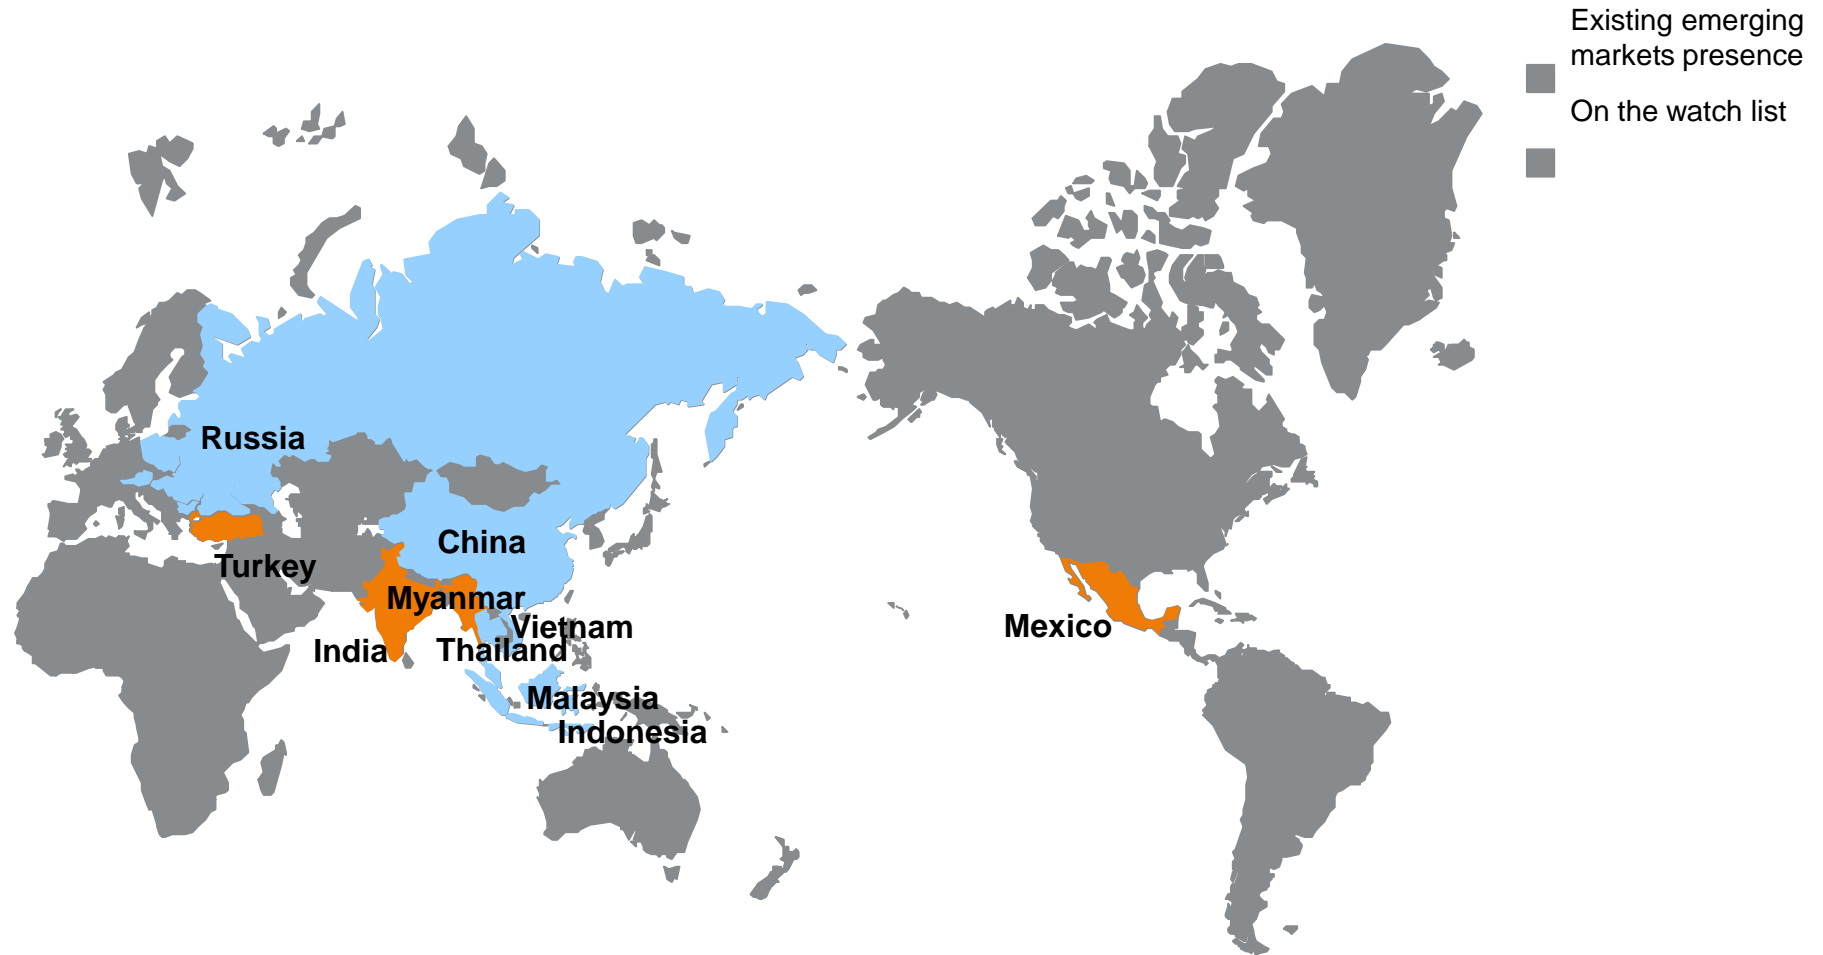 Existing emerging
markets presence
On the watch list
Russia
China
Turkey
Myanmar
Vietnam
Mexico
India
Thailand
Malaysia
Indonesia